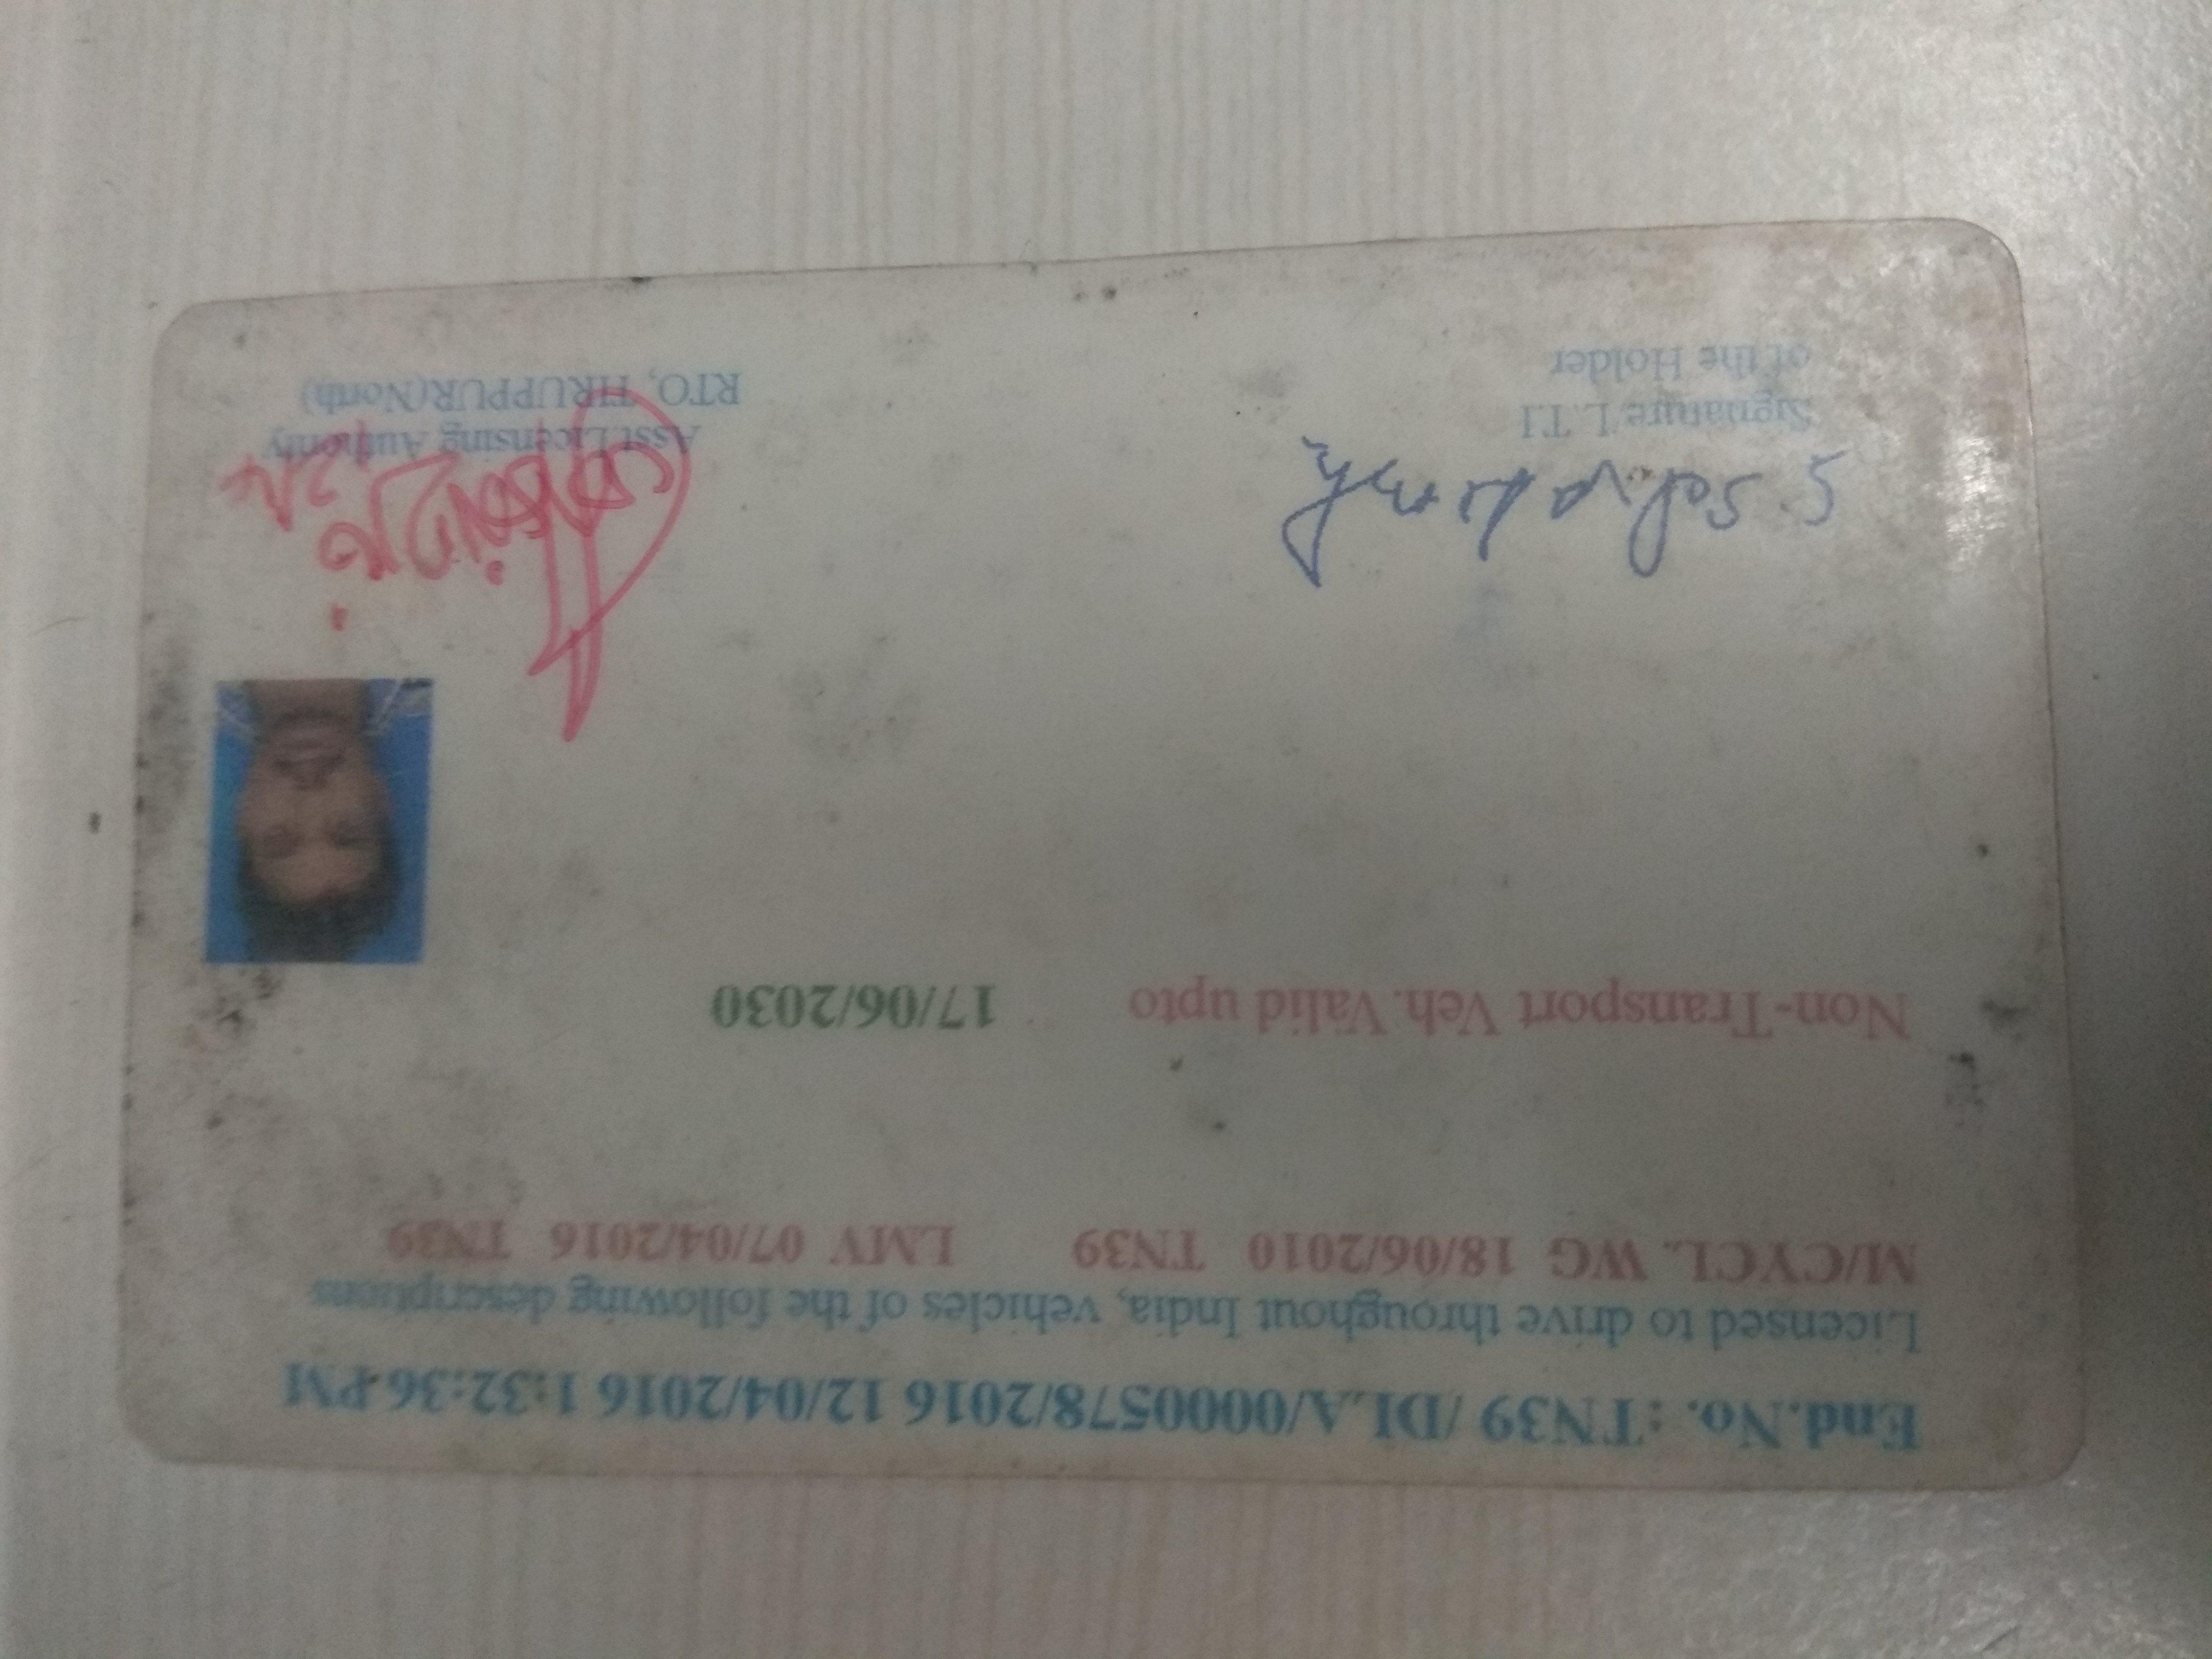 End.No. : TN39 /DLA/0000578/2016 12/04/2016 1:32:36 PM
Licensed to drive throughout India, vehicles of the following descriptions
M/CYCL. WG 18/06/2010 TN39 LMV 07/04/2016 TN39
Non-Transport Veh. Valid upto 17/06/2030
S.
Signature/L.T.I
of the Holder
Asst.Licensing Authority
RTO, TIRUPPUR(North)